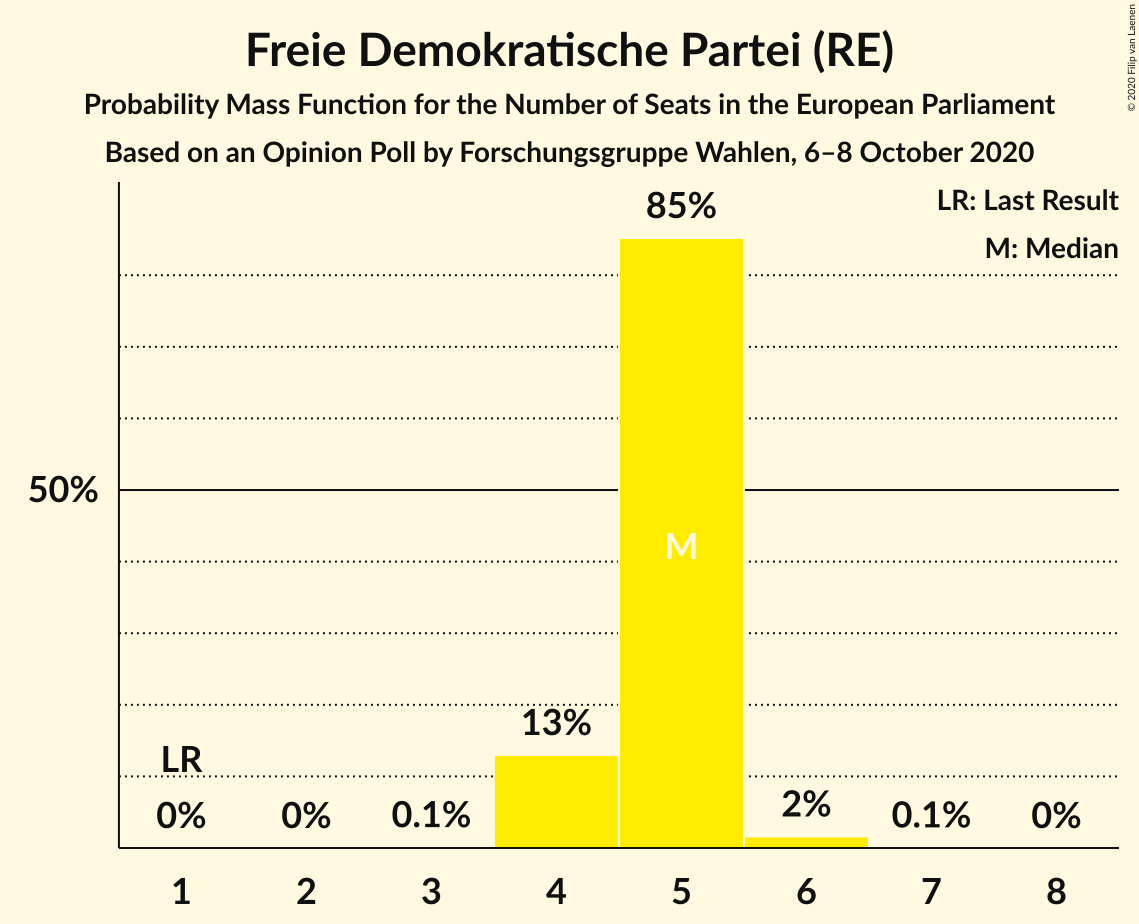 Freie Demokratische Partei (RE)
Probability Mass Function for the Number of Seats in the European Parliament
Based on an Opinion Poll by Forschungsgruppe Wahlen, 6–8 October 2020
© 2020 Filip van Laenen
LR: Last Result
M: Median
85%
50%
M
13%
LR
0%
0%
0.1%
2%
0.1%
0%
1 2 3 4 5 6 7 8